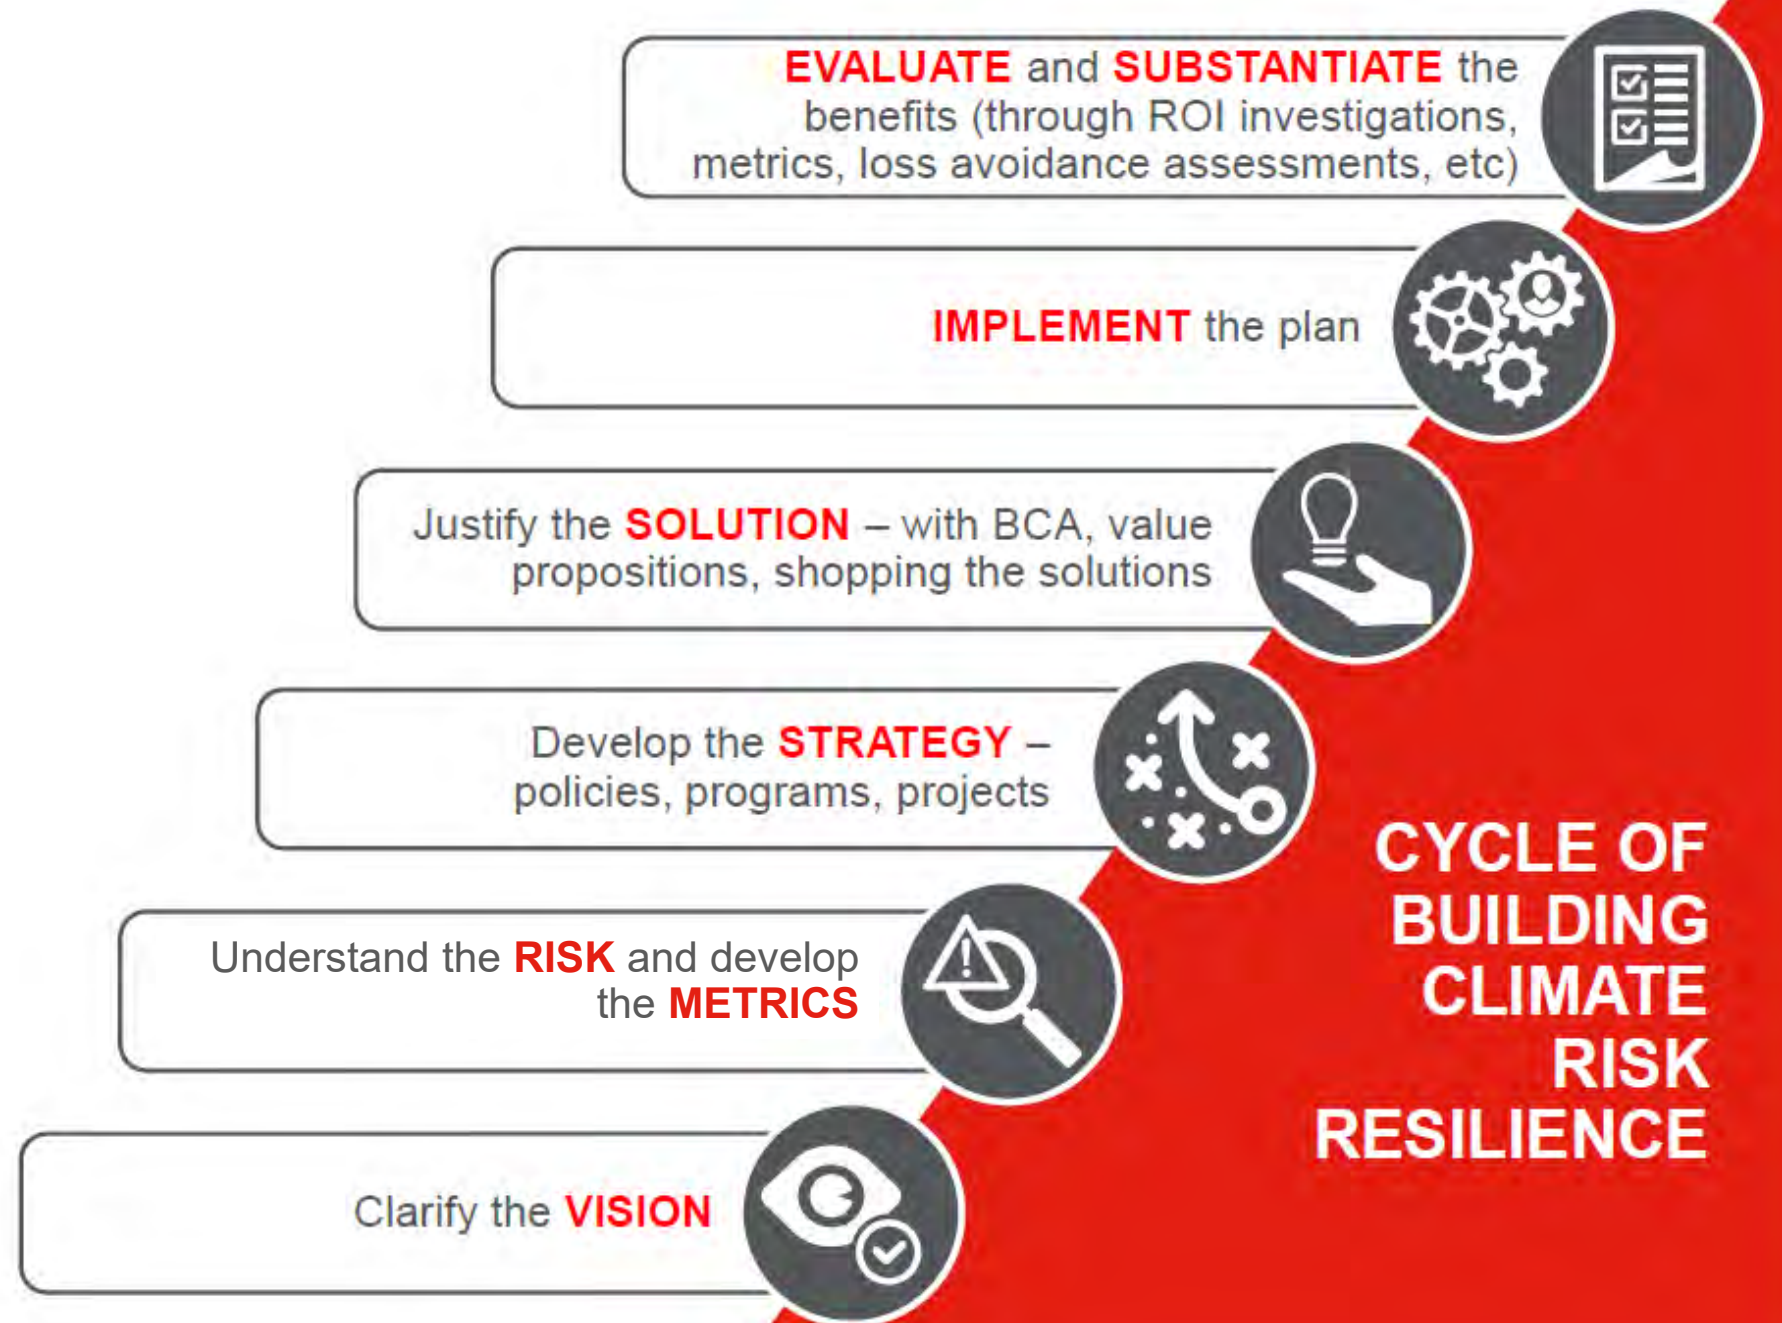 EVALUATE and SUBSTANTIATE the
benefits (through ROI investigations,
metrics, loss avoidance assessments, etc)
IMPLEMENT the plan
Justify the SOLUTION – with BCA, value
propositions, shopping the solutions
Develop the STRATEGY –
policies, programs, projects
Understand the RISK and develop
the METRICS
Clarify the VISION
CYCLE OF
BUILDING
CLIMATE
RISK
RESILIENCE